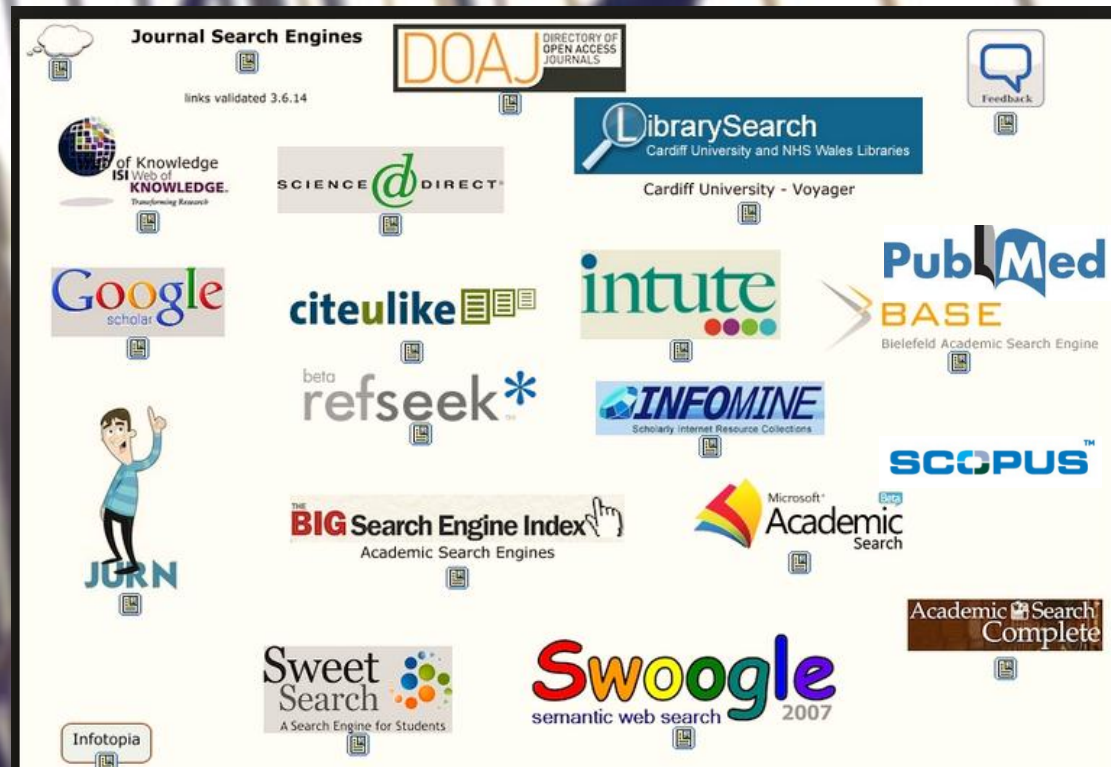 Journal Search Engines
links validated 3.6.14
DOAJ
DIRECTORY OF
OPEN ACCESS
JOURNALS
Feedback
LibrarySearch
Cardiff University and NHS Wales Libraries
Cardiff University - Voyager
Web of Knowledge
ISI Web of
KNOWLEDGE.
Transforming Research
SCIENCE d DIRECT®
PubMed
Google
scholar
citeulike
intute
BASE
Bielefeld Academic Search Engine
beta
refseek*™
INFOMINE
Scholarly Internet Resource Collections
SCOPUS™
JURN
THE
BIG Search Engine Index
Academic Search Engines
Microsoft®
Beta
Academic
Search
Academic Search
Complete
Sweet
Search
A Search Engine for Students
Swoogle
semantic web search
2007
Infotopia